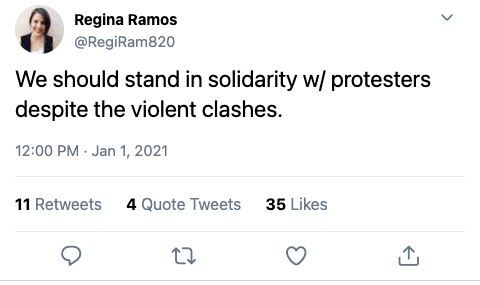 Regina Ramos
@RegiRam820
We should stand in solidarity w/ protesters
despite the violent clashes.
12:00 PM · Jan 1, 2021
11 Retweets 4 Quote Tweets 35 Likes